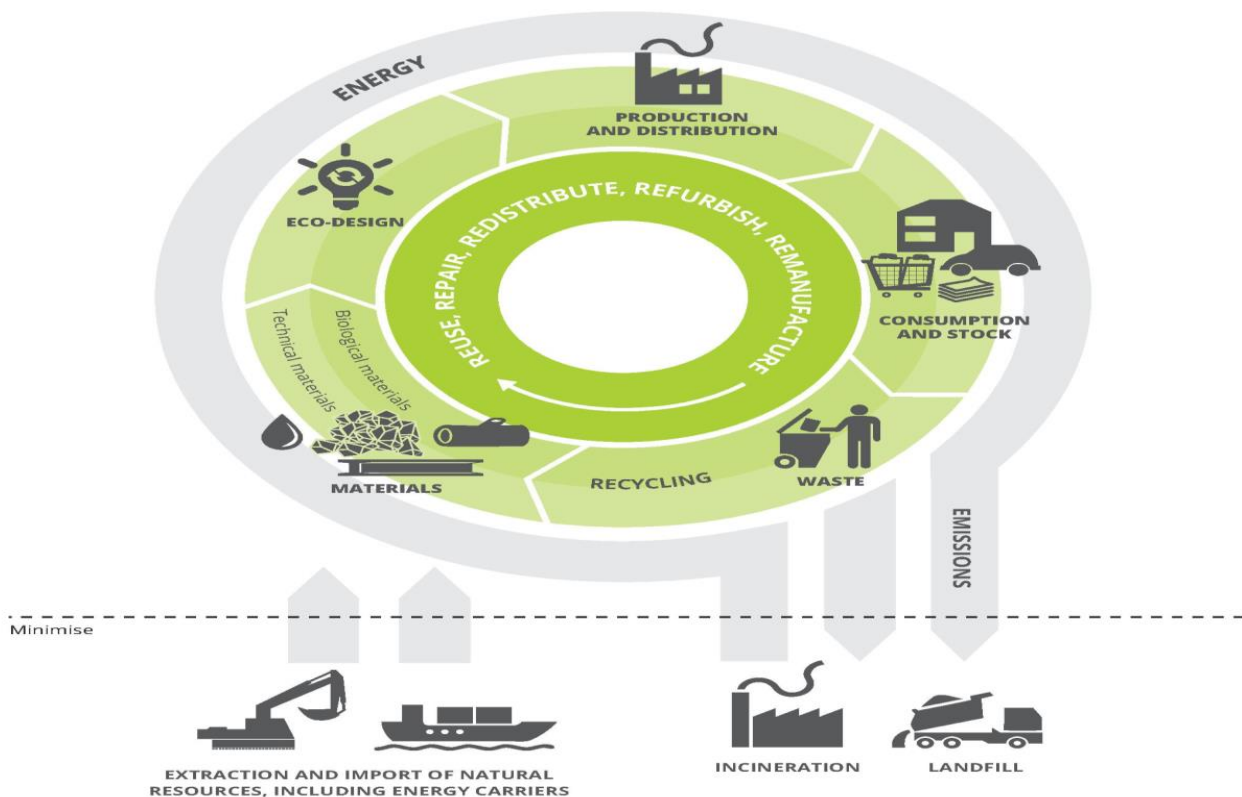 ENERGY
PRODUCTION
AND DISTRIBUTION
ECO-DESIGN
REUSE, REPAIR, REDISTRIBUTE, REFURBISH, REMANUFACTURE
CONSUMPTION
AND STOCK
Technical materials
Biological materials
MATERIALS
RECYCLING
WASTE
EMISSIONS
Minimise
EXTRACTION AND IMPORT OF NATURAL
RESOURCES, INCLUDING ENERGY CARRIERS
INCINERATION
LANDFILL